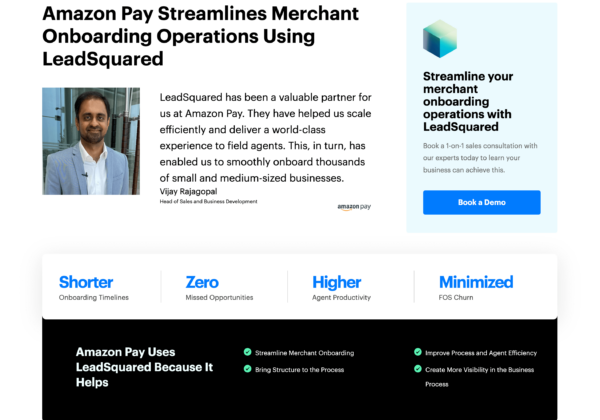 Amazon Pay Streamlines Merchant
Onboarding Operations Using
LeadSquared
LeadSquared has been a valuable partner for
us at Amazon Pay. They have helped us scale
efficiently and deliver a world-class
experience to field agents. This, in turn, has
enabled us to smoothly onboard thousands
of small and medium-sized businesses.
Vijay Rajagopal
Head of Sales and Business Development
amazon pay
Streamline your
merchant
onboarding
operations with
LeadSquared
Book a 1-on-1 sales consultation with
our experts today to learn your
business can achieve this.
Book a Demo
Shorter
Onboarding Timelines
Zero
Missed Opportunities
Higher
Agent Productivity
Minimized
FOS Churn
Amazon Pay Uses
LeadSquared Because It
Helps
Streamline Merchant Onboarding
Bring Structure to the Process
Improve Process and Agent Efficiency
Create More Visibility in the Business
Process